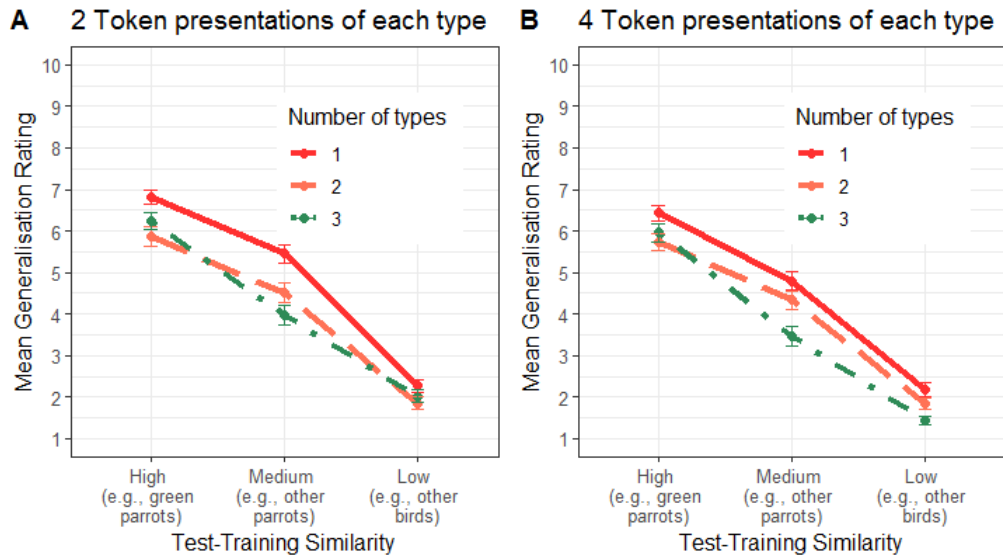 A 2 Token presentations of each type
10
9
8
7
6
5
4
3
2
1
Mean Generalisation Rating
Number of types
1
2
3
High
(e.g., green
parrots)
Medium
(e.g., other
parrots)
Low
(e.g., other
birds)
Test-Training Similarity
B 4 Token presentations of each type
10
9
8
7
6
5
4
3
2
1
Mean Generalisation Rating
Number of types
1
2
3
High
(e.g., green
parrots)
Medium
(e.g., other
parrots)
Low
(e.g., other
birds)
Test-Training Similarity